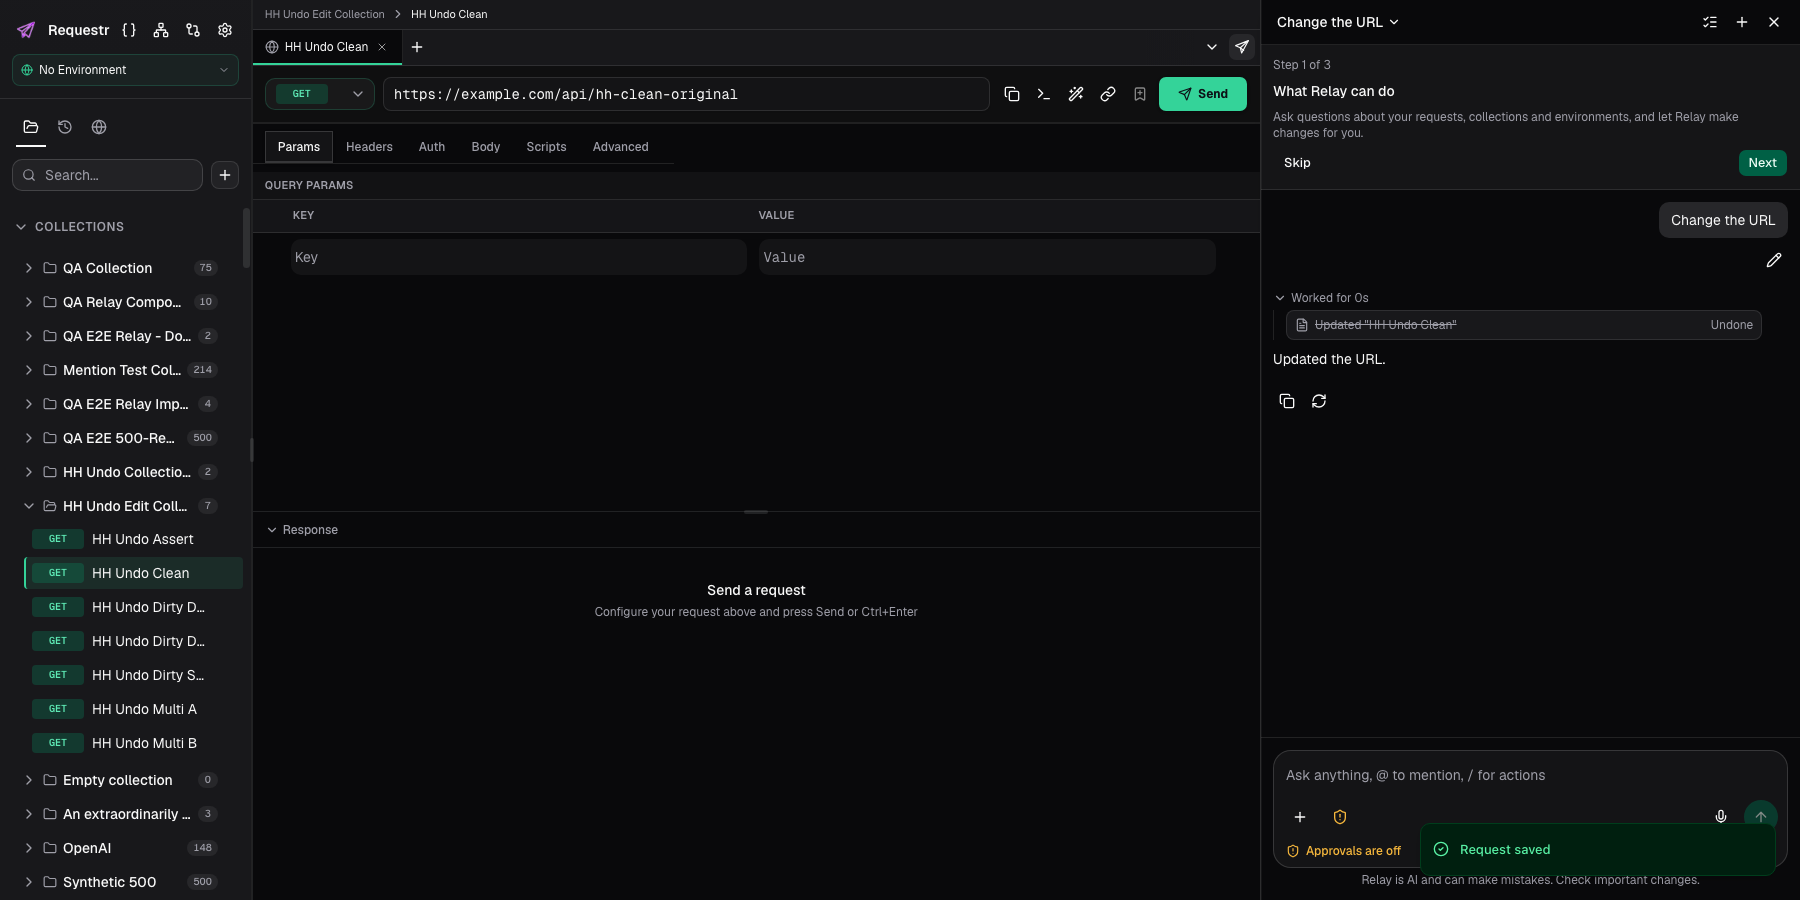 Requestr
No Environment
Search...
COLLECTIONS
QA Collection 75
QA Relay Compo... 10
QA E2E Relay - Do... 2
Mention Test Col... 214
QA E2E Relay Imp... 4
QA E2E 500-Re... 500
HH Undo Collectio... 2
HH Undo Edit Coll... 7
GET HH Undo Assert
GET HH Undo Clean
GET HH Undo Dirty D...
GET HH Undo Dirty D...
GET HH Undo Dirty S...
GET HH Undo Multi A
GET HH Undo Multi B
Empty collection 0
An extraordinarily ... 3
OpenAI 148
Synthetic 500 500
HH Undo Edit Collection > HH Undo Clean
HH Undo Clean
GET https://example.com/api/hh-clean-original Send
Params Headers Auth Body Scripts Advanced
QUERY PARAMS
KEY VALUE
Key Value
Response
Send a request
Configure your request above and press Send or Ctrl+Enter
Change the URL
Step 1 of 3
What Relay can do
Ask questions about your requests, collections and environments, and let Relay make
changes for you.
Skip Next
Change the URL
Worked for 0s
Updated "HH Undo Clean" Undone
Updated the URL.
Ask anything, @ to mention, / for actions
Approvals are off
Request saved
Relay is AI and can make mistakes. Check important changes.